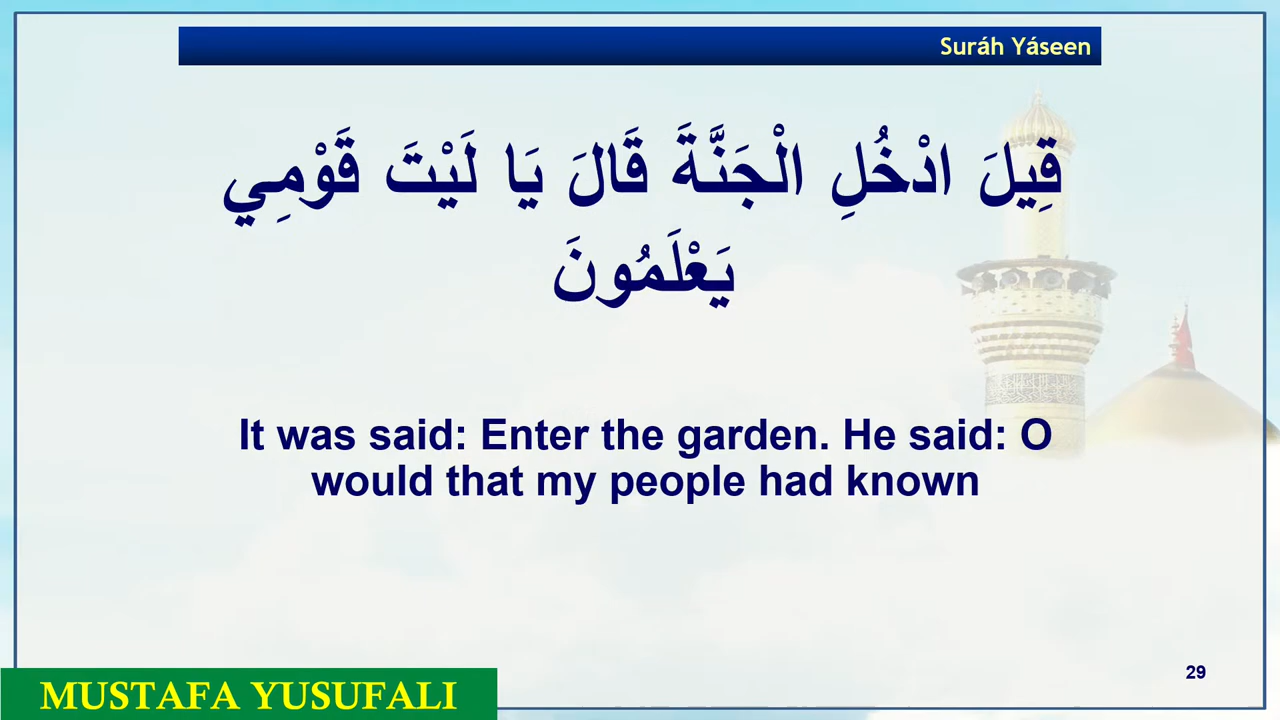 Suráh Yáseen
قِيلَ ادْخُلِ الْجَنَّةَ قَالَ يَا لَيْتَ قَوْمِي
يَعْلَمُونَ
It was said: Enter the garden. He said: O
would that my people had known
29
MUSTAFA YUSUFALI